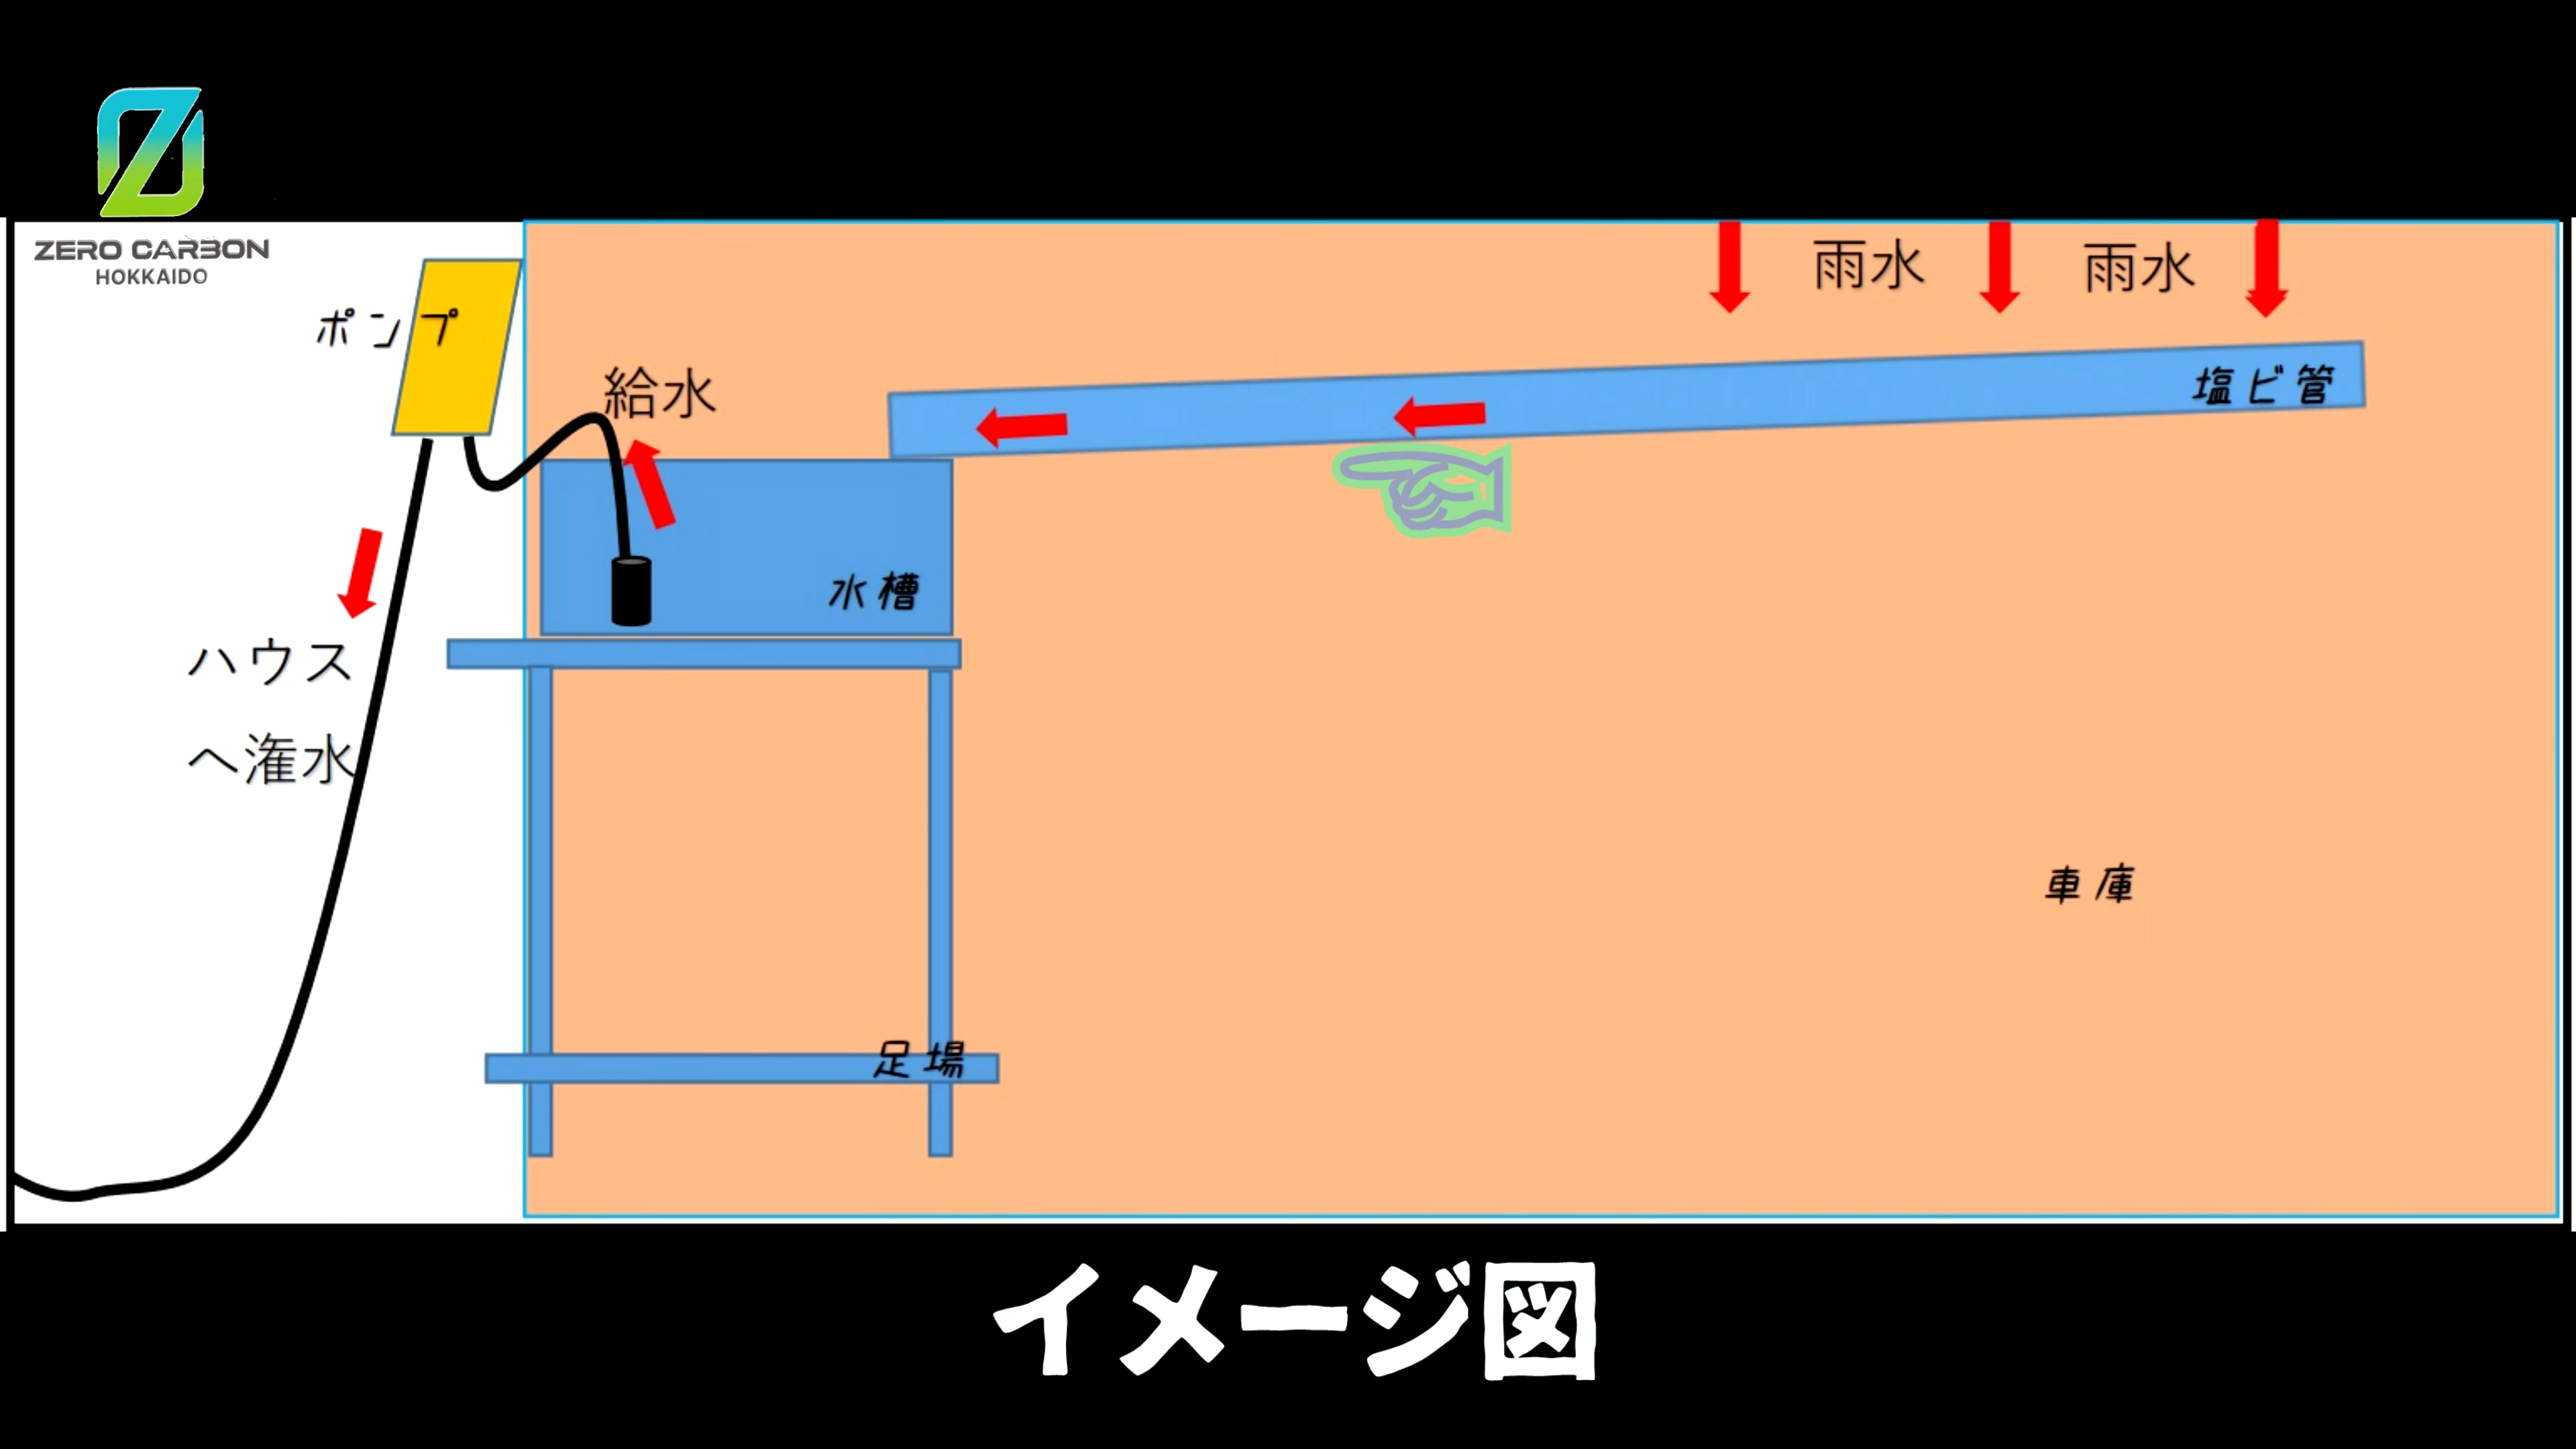 ZERO CARBON
HOKKAIDO
雨水
雨水
ポンプ
給水
塩ビ管
水槽
ハウス
へ潅水
車庫
足場
イメージ図